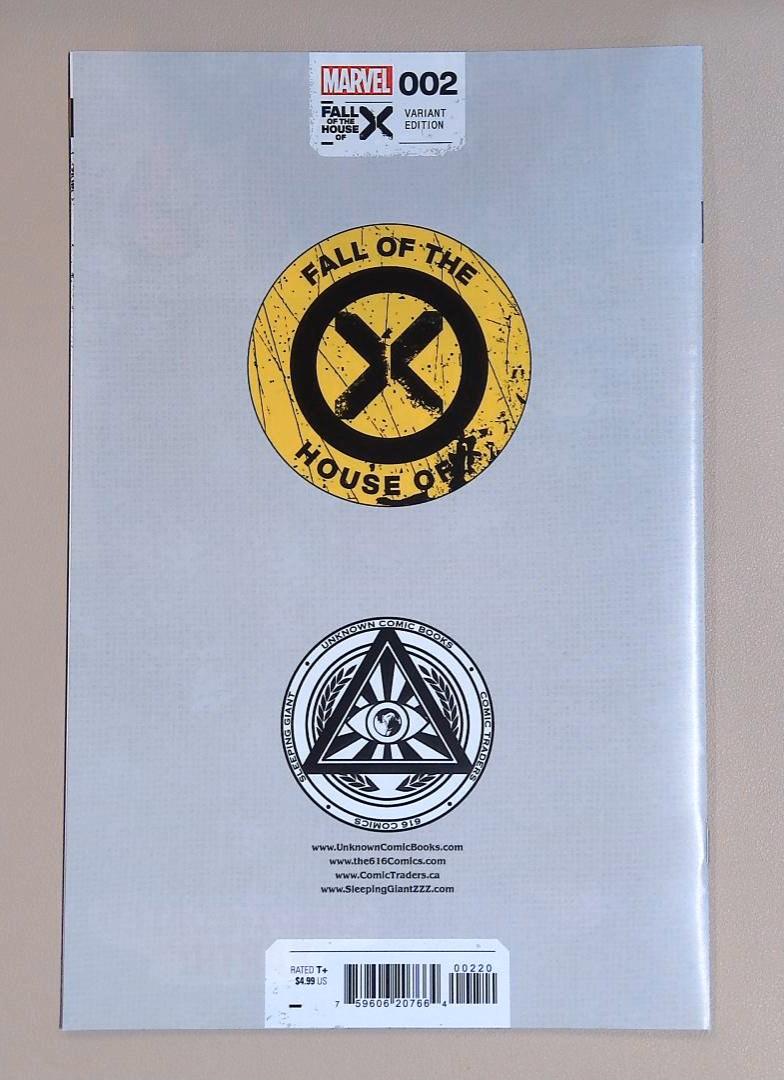 MARVEL 002
FALL
OF THE
HOUSE
OF
X
VARIANT
EDITION
FALL OF THE
X
HOUSE OF X
UNKNOWN COMIC BOOKS
SLEEPING GIANT
COMIC TRADERS
616 COMICS
www.UnknownComicBooks.com
www.the616Comics.com
www.ComicTraders.ca
www.SleepingGiantZZZ.com
RATED T+
$4.99 US
00220
7 59606 20766 4